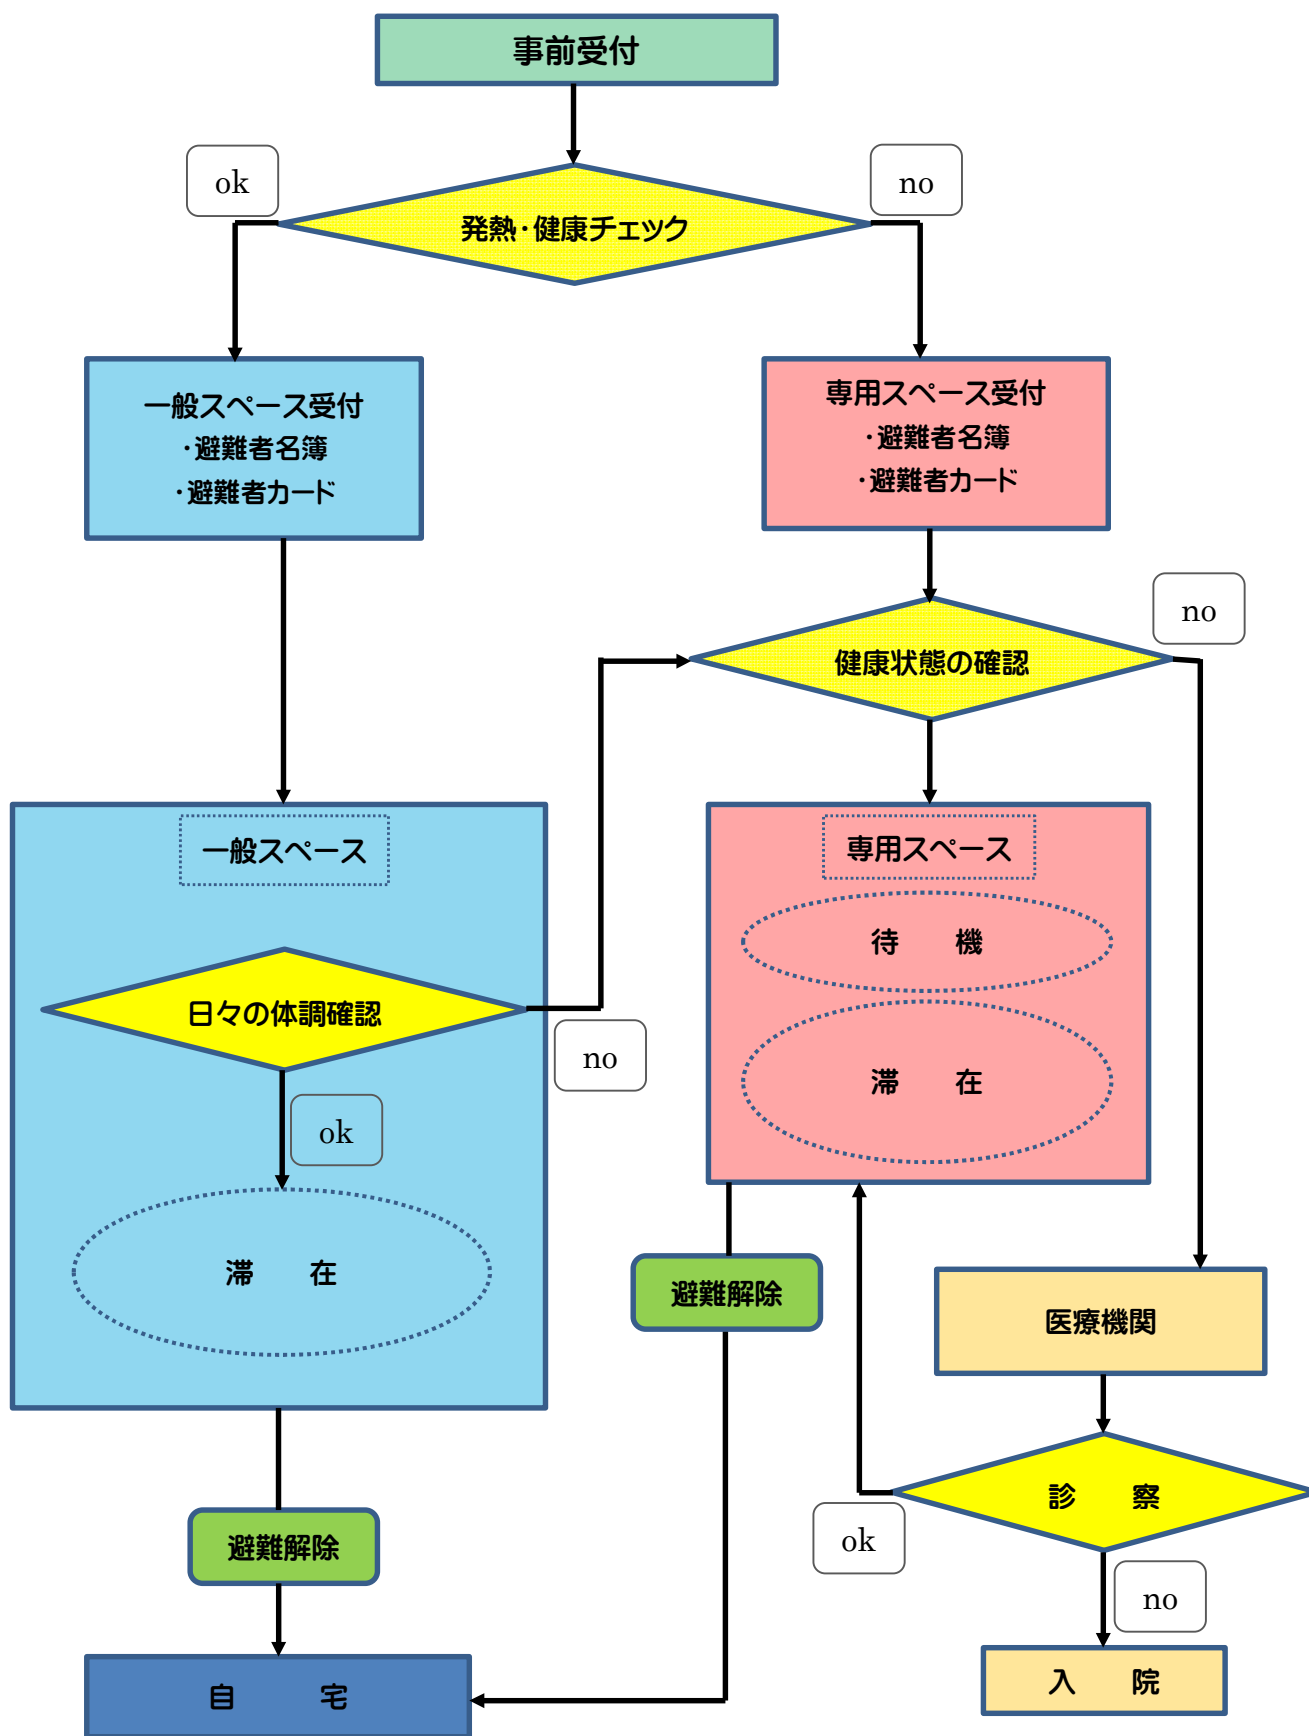 事前受付
ok
no
発熱・健康チェック
一般スペース受付
・避難者名簿
・避難者カード
専用スペース受付
・避難者名簿
・避難者カード
no
健康状態の確認
一般スペース
専用スペース
待 機
日々の体調確認
no
滞 在
ok
滞 在
避難解除
医療機関
診 察
ok
避難解除
no
自 宅
入 院